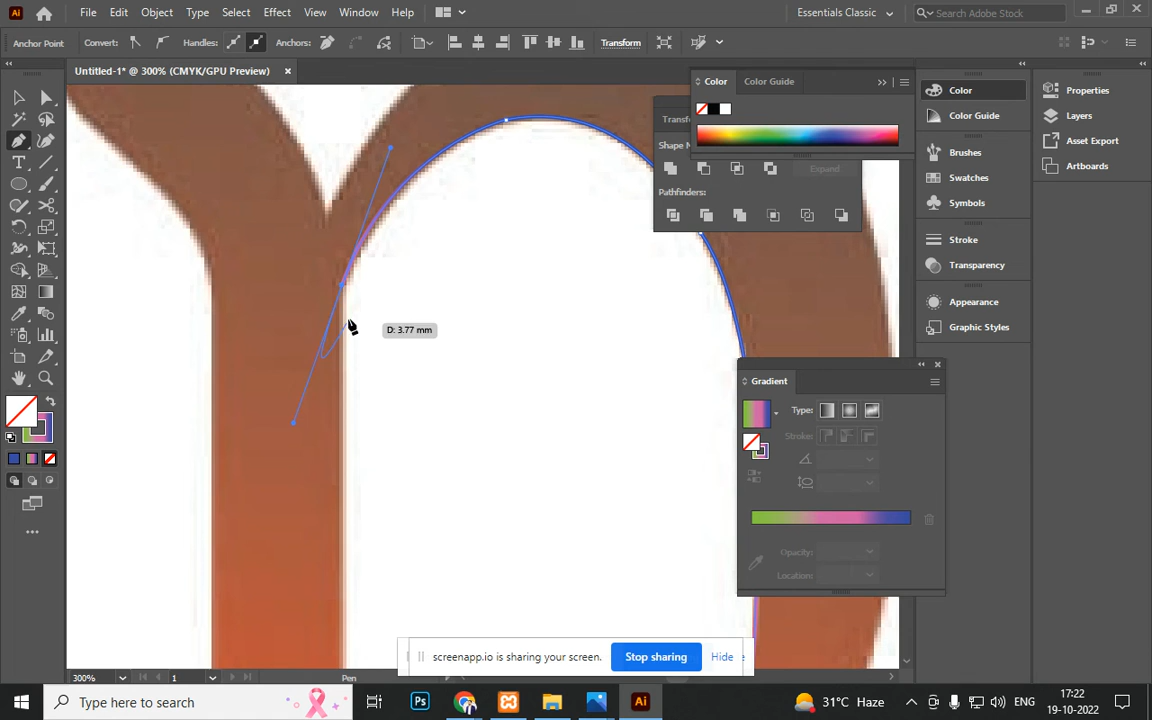 Ai File Edit Object Type Select Effect View Window Help Essentials Classic Search Adobe Stock
Anchor Point Convert: Handles: Anchors: Transform
Untitled-1* @ 300% (CMYK/GPU Preview) ×
Color Color Guide
Color
Properties
Color Guide
Layers
Transfo
Asset Export
Shape M
Brushes
Expand
Artboards
Swatches
Pathfinders:
Symbols
Stroke
Transparency
Appearance
D: 3.77 mm
Graphic Styles
Gradient
Type:
Stroke:
Opacity:
Location:
screenapp.io is sharing your screen. Stop sharing Hide
300% 1 Pen
Type here to search
Ps Ai
31°C Haze ENG
17:22
19-10-2022